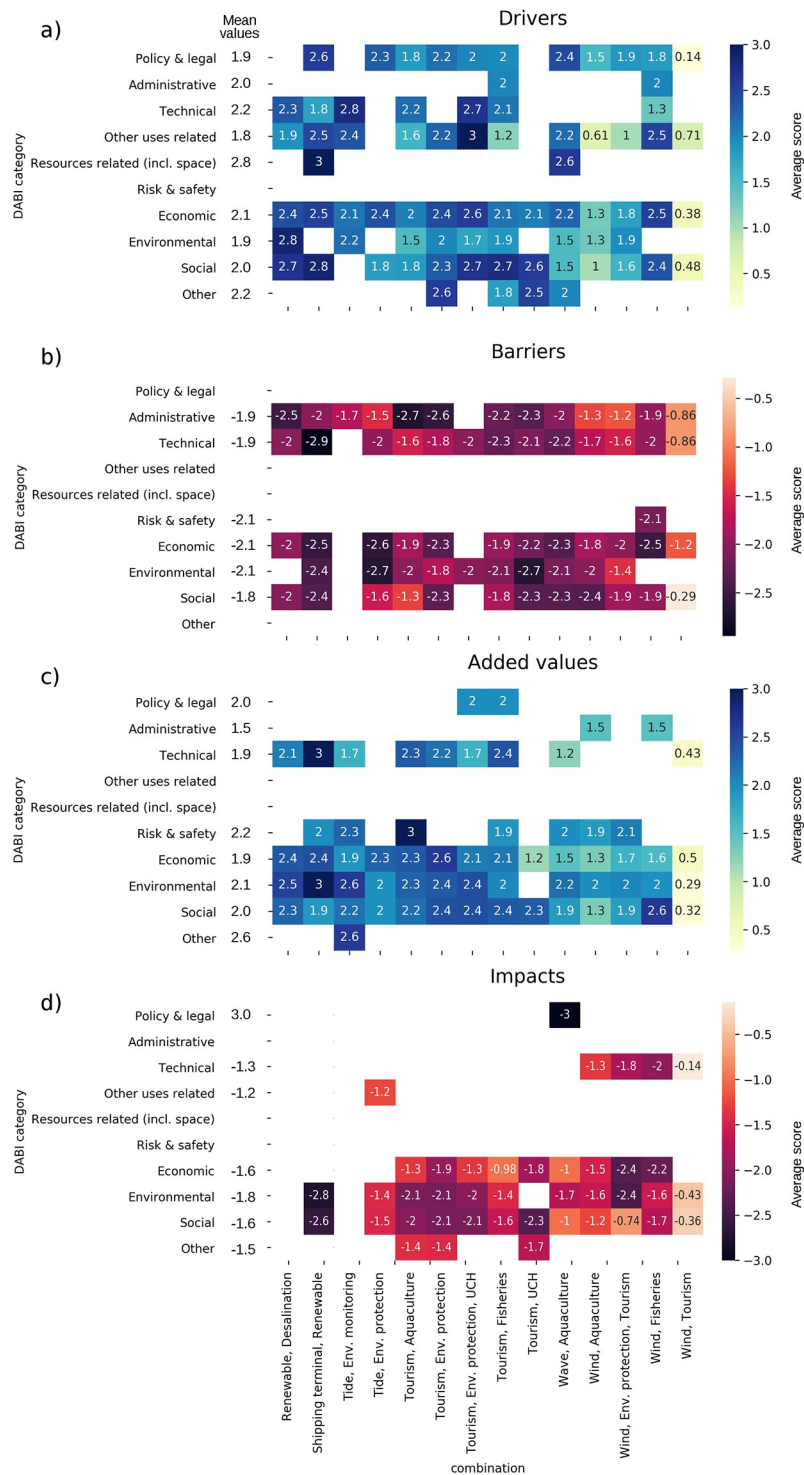 a)
Mean
values
Drivers
DABI category
Policy & legal 1.9 2.6 2.3 1.8 2.2 2 2 2.4 1.5 1.9 1.8 0.14
Administrative 2.0 2 2
Technical 2.2 2.3 1.8 2.8 2.2 2.7 2.1 1.3
Other uses related 1.8 1.9 2.5 2.4 1.6 2.2 3 1.2 2.2 0.61 1 2.5 0.71
Resources related (incl. space) 2.8 3 2.6
Risk & safety
Economic 2.1 2.4 2.5 2.1 2.4 2 2.4 2.6 2.1 2.1 2.2 1.3 1.8 2.5 0.38
Environmental 1.9 2.8 2.2 1.5 2 1.7 1.9 1.5 1.3 1.9
Social 2.0 2.7 2.8 1.8 1.8 2.3 2.7 2.7 2.6 1.5 1 1.6 2.4 0.48
Other 2.2 2.6 1.8 2.5 2
3.0
2.5
2.0
1.5
1.0
0.5
Average score
b)
Barriers
DABI category
Policy & legal
Administrative -1.9 -2.5 -2 -1.7 -1.5 -2.7 -2.6 -2.2 -2.3 -2 -1.3 -1.2 -1.9 -0.86
Technical -1.9 -2 -2.9 -2 -1.6 -1.8 -2 -2.3 -2.1 -2.2 -1.7 -1.6 -2 -0.86
Other uses related
Resources related (incl. space)
Risk & safety -2.1 -2.1
Economic -2.1 -2 -2.5 -2.6 -1.9 -2.3 -1.9 -2.2 -2.3 -1.8 -2 -2.5 -1.2
Environmental -2.1 -2.4 -2.7 -2 -1.8 -2 -2.1 -2.7 -2.1 -2 -1.4
Social -1.8 -2 -2.4 -1.6 -1.3 -2.3 -1.8 -2.3 -2.3 -2.4 -1.9 -1.9 -0.29
Other
−0.5
−1.0
−1.5
−2.0
−2.5
Average score
c)
Added values
DABI category
Policy & legal 2.0 2 2
Administrative 1.5 1.5 1.5
Technical 1.9 2.1 3 1.7 2.3 2.2 1.7 2.4 1.2 0.43
Other uses related
Resources related (incl. space)
Risk & safety 2.2 2 2.3 3 1.9 2 1.9 2.1
Economic 1.9 2.4 2.4 1.9 2.3 2.3 2.6 2.1 2.1 1.2 1.5 1.3 1.7 1.6 0.5
Environmental 2.1 2.5 3 2.6 2 2.3 2.4 2.4 2 2.2 2 2 2 0.29
Social 2.0 2.3 1.9 2.2 2 2.2 2.4 2.4 2.4 2.3 1.9 1.3 1.9 2.6 0.32
Other 2.6 2.6
3.0
2.5
2.0
1.5
1.0
0.5
Average score
d)
Impacts
DABI category
Policy & legal 3.0 -3
Administrative
Technical -1.3 -1.3 -1.8 -2 -0.14
Other uses related -1.2 -1.2
Resources related (incl. space)
Risk & safety
Economic -1.6 -1.3 -1.9 -1.3 -0.98 -1.8 -1 -1.5 -2.4 -2.2
Environmental -1.8 -2.8 -1.4 -2.1 -2.1 -2 -1.4 -1.7 -1.6 -2.4 -1.6 -0.43
Social -1.6 -2.6 -1.5 -2 -2.1 -2.1 -1.6 -2.3 -1 -1.2 -0.74 -1.7 -0.36
Other -1.5 -1.4 -1.4 -1.7
−0.5
−1.0
−1.5
−2.0
−2.5
−3.0
Average score
Renewable, Desalination
Shipping terminal, Renewable
Tide, Env. monitoring
Tide, Env. protection
Tourism, Aquaculture
Tourism, Env. protection
Tourism, Env. protection, UCH
Tourism, Fisheries
Tourism, UCH
Wave, Aquaculture
Wind, Aquaculture
Wind, Env. protection, Tourism
Wind, Fisheries
Wind, Tourism
combination